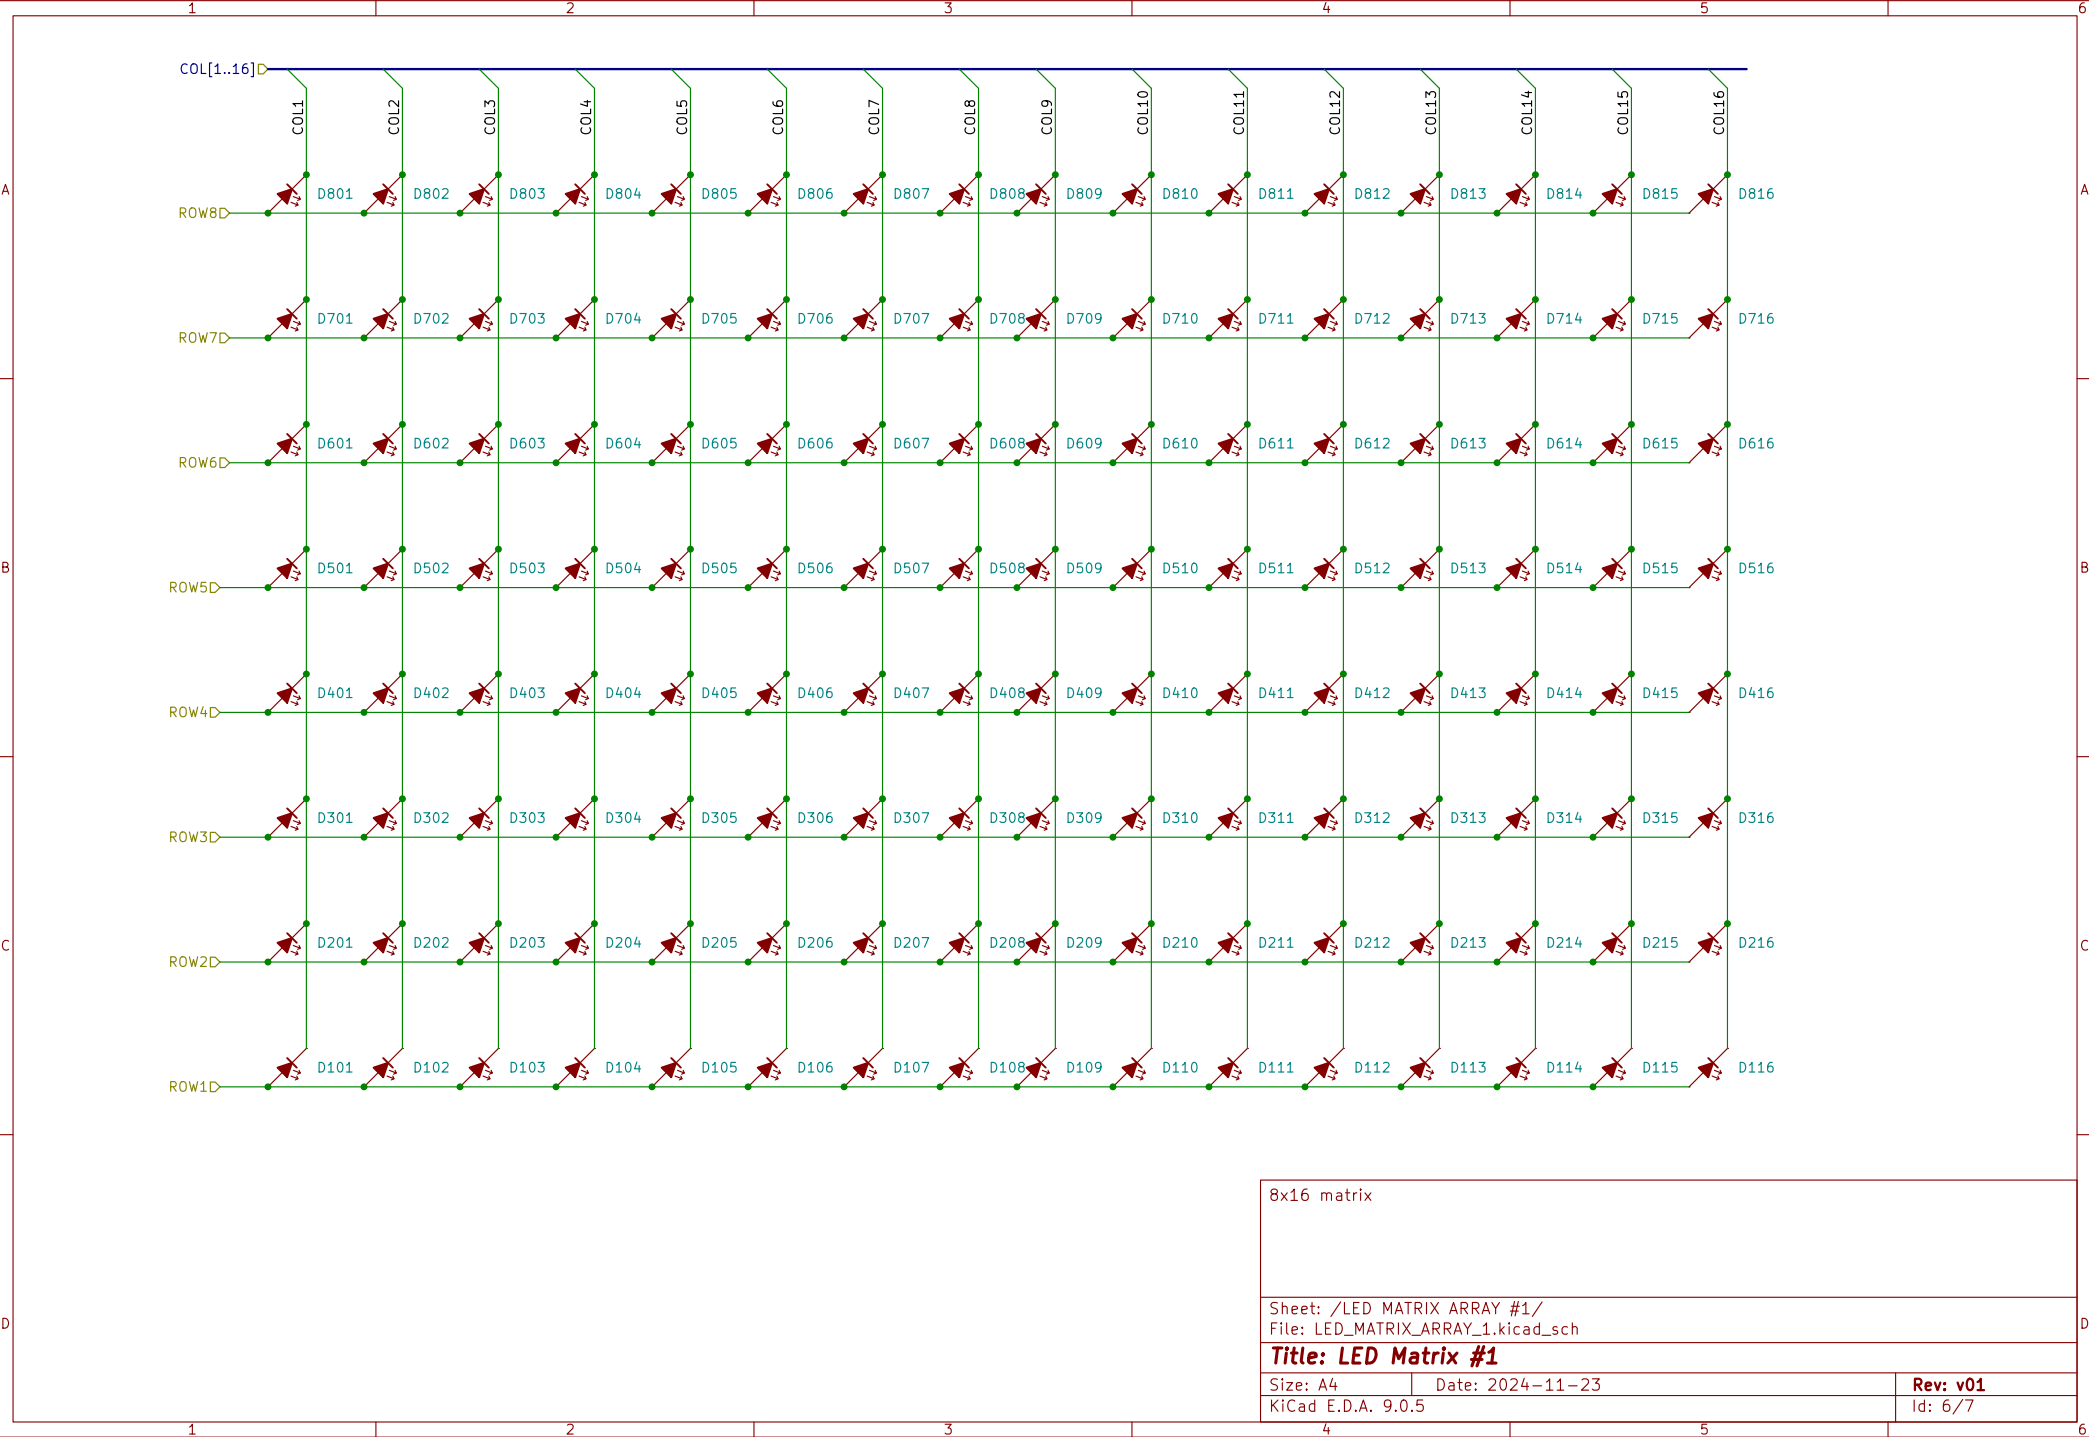 1 2 3 4 5 6
COL[1..16]
COL1 COL2 COL3 COL4 COL5 COL6 COL7 COL8 COL9 COL10 COL11 COL12 COL13 COL14 COL15 COL16
A D801 D802 D803 D804 D805 D806 D807 D808 D809 D810 D811 D812 D813 D814 D815 D816 A
ROW8
D701 D702 D703 D704 D705 D706 D707 D708 D709 D710 D711 D712 D713 D714 D715 D716
ROW7
D601 D602 D603 D604 D605 D606 D607 D608 D609 D610 D611 D612 D613 D614 D615 D616
ROW6
B D501 D502 D503 D504 D505 D506 D507 D508 D509 D510 D511 D512 D513 D514 D515 D516 B
ROW5
D401 D402 D403 D404 D405 D406 D407 D408 D409 D410 D411 D412 D413 D414 D415 D416
ROW4
D301 D302 D303 D304 D305 D306 D307 D308 D309 D310 D311 D312 D313 D314 D315 D316
ROW3
C D201 D202 D203 D204 D205 D206 D207 D208 D209 D210 D211 D212 D213 D214 D215 D216 C
ROW2
D101 D102 D103 D104 D105 D106 D107 D108 D109 D110 D111 D112 D113 D114 D115 D116
ROW1
8x16 matrix
Sheet: /LED MATRIX ARRAY #1/
D D
File: LED_MATRIX_ARRAY_1.kicad_sch
Title: LED Matrix #1
Size: A4 Date: 2024-11-23 Rev: v01
KiCad E.D.A. 9.0.5 Id: 6/7
1 2 3 4 5 6